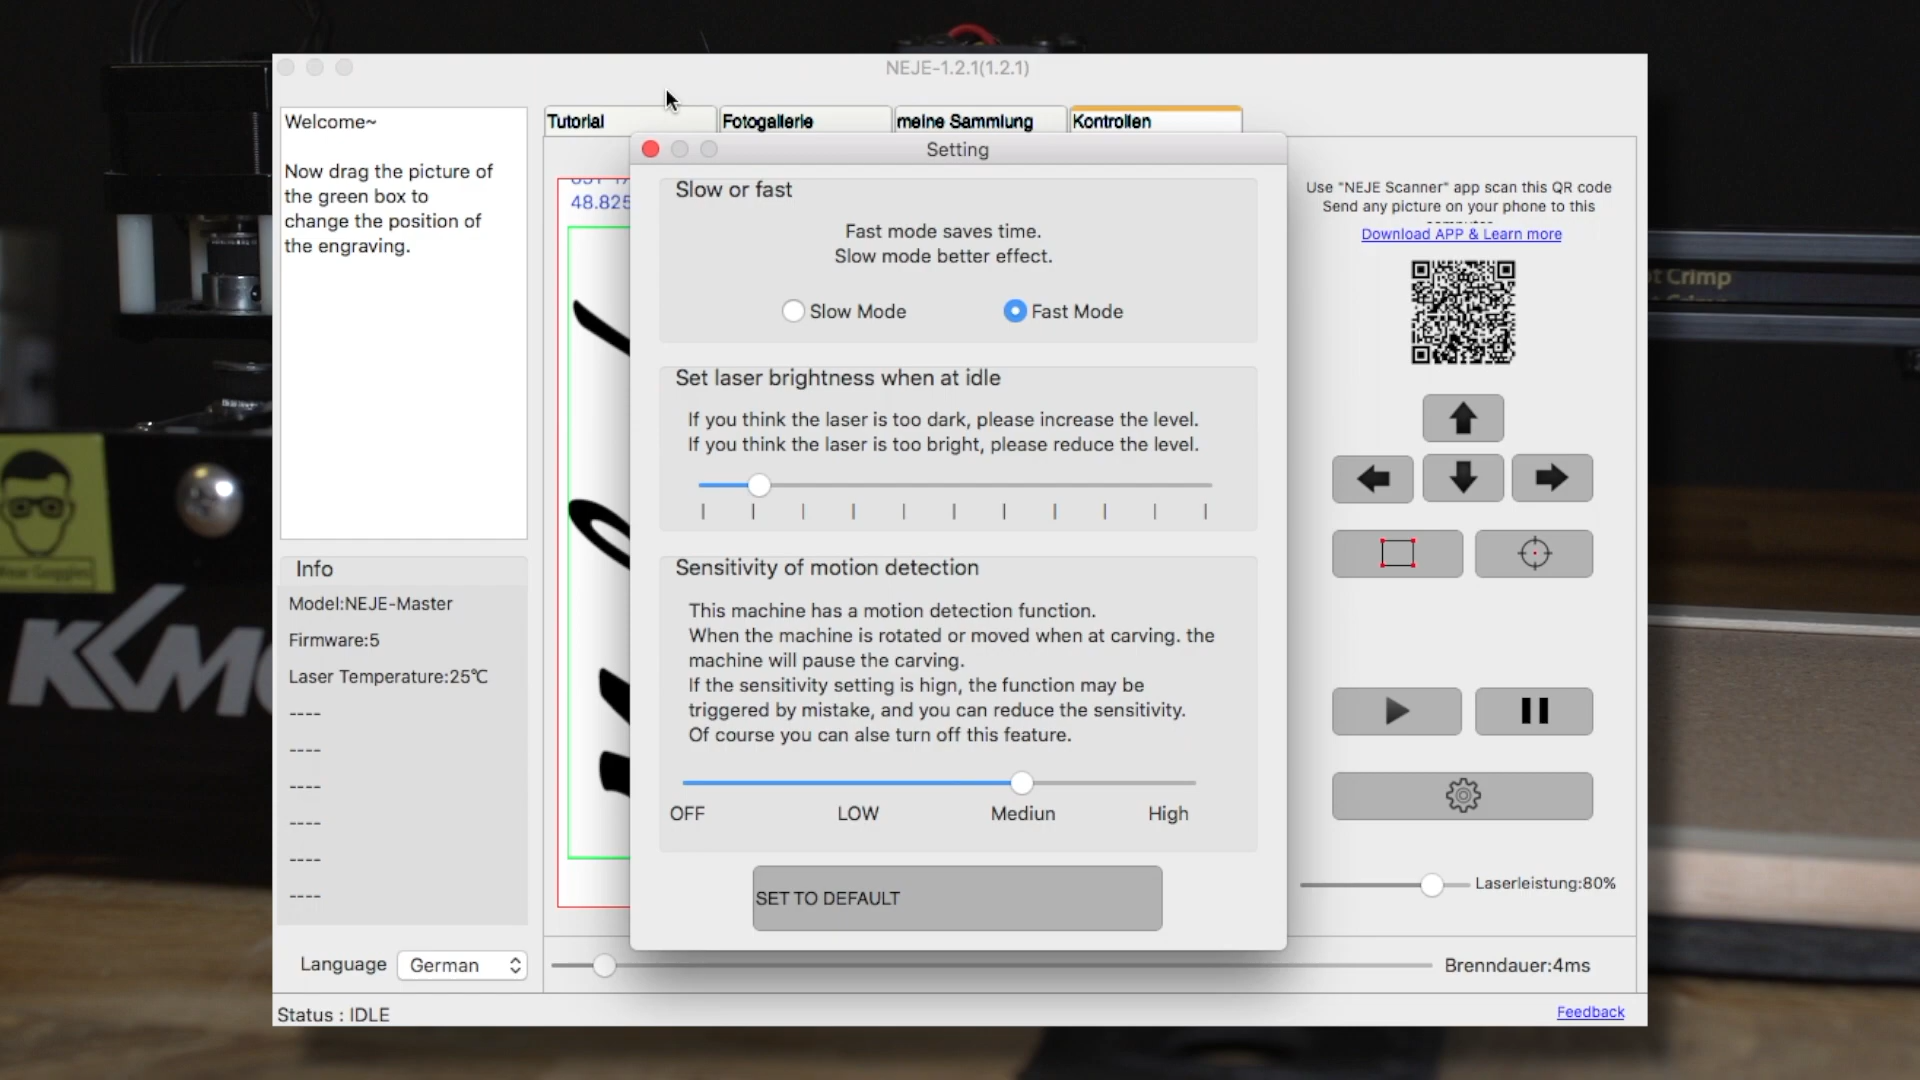 NEJE-1.2.1(1.2.1)
Welcome~
Now drag the picture of
the green box to
change the position of
the engraving.
Tutorial
Fotogallerie
meine Sammlung
Kontrollen
Setting
48.825
Slow or fast
Fast mode saves time.
Slow mode better effect.
Slow Mode
Fast Mode
Set laser brightness when at idle
If you think the laser is too dark, please increase the level.
If you think the laser is too bright, please reduce the level.
Sensitivity of motion detection
This machine has a motion detection function.
When the machine is rotated or moved when at carving. the
machine will pause the carving.
If the sensitivity setting is hign, the function may be
triggered by mistake, and you can reduce the sensitivity.
Of course you can alse turn off this feature.
OFF
LOW
Mediun
High
SET TO DEFAULT
Use "NEJE Scanner" app scan this QR code
Send any picture on your phone to this
Download APP & Learn more
Laserleistung:80%
Brenndauer:4ms
Info
Model:NEJE-Master
Firmware:5
Laser Temperature:25℃
----
----
----
----
----
----
Language
German
Status : IDLE
Feedback
Crimp
Goggles